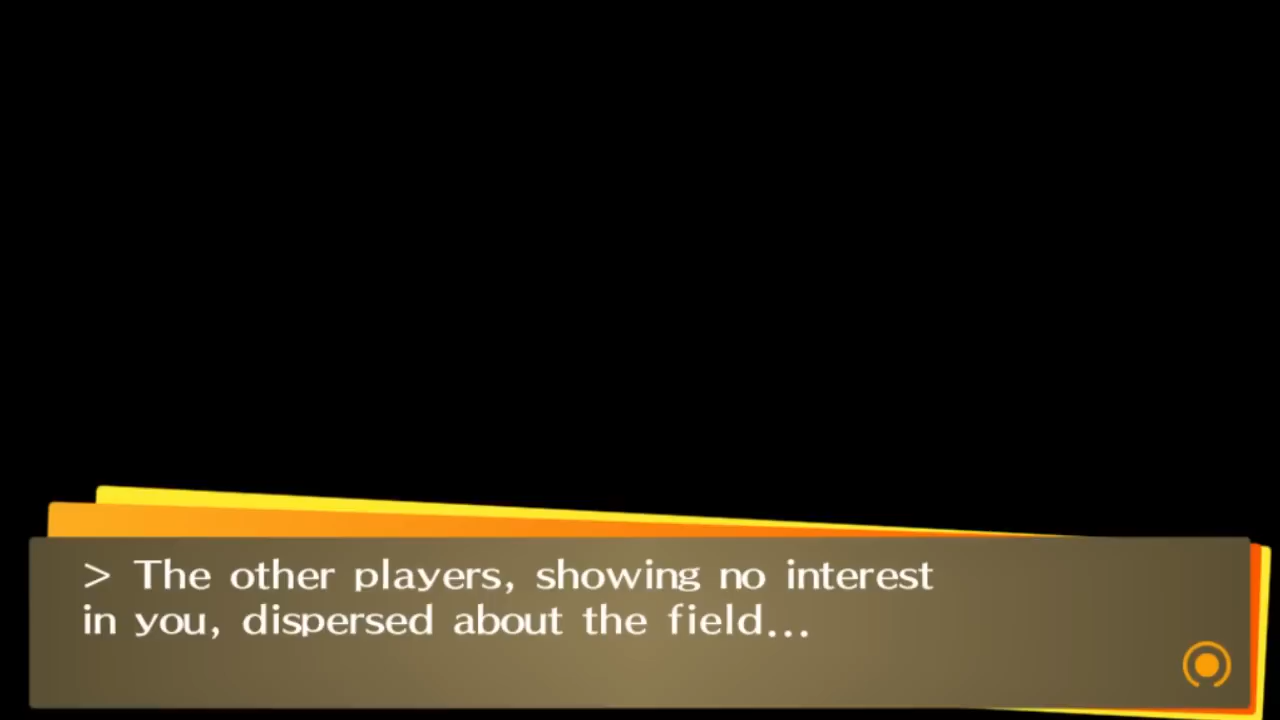 > The other players, showing no interest
in you, dispersed about the field...